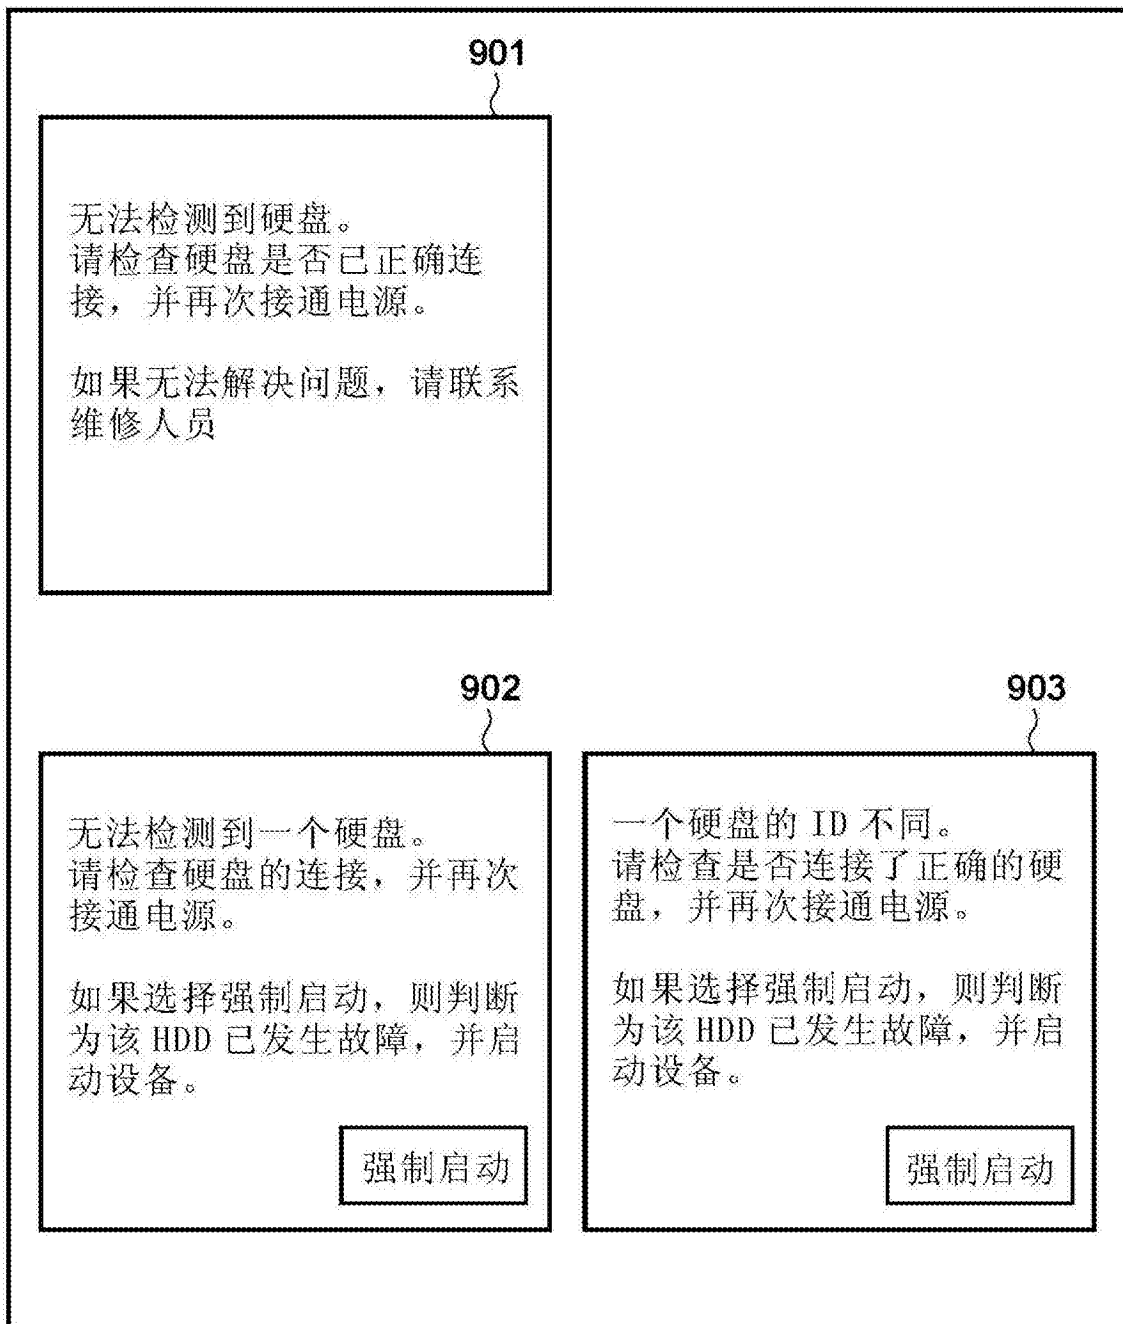 901
无法检测到硬盘。
请检查硬盘是否已正确连
接，并再次接通电源。
如果无法解决问题，请联系
维修人员
902
无法检测到一个硬盘。
请检查硬盘的连接，并再次
接通电源。
如果选择强制启动，则判断
为该 HDD 已发生故障，并启
动设备。
强制启动
903
一个硬盘的 ID 不同。
请检查是否连接了正确的硬
盘，并再次接通电源。
如果选择强制启动，则判断
为该 HDD 已发生故障，并启
动设备。
强制启动